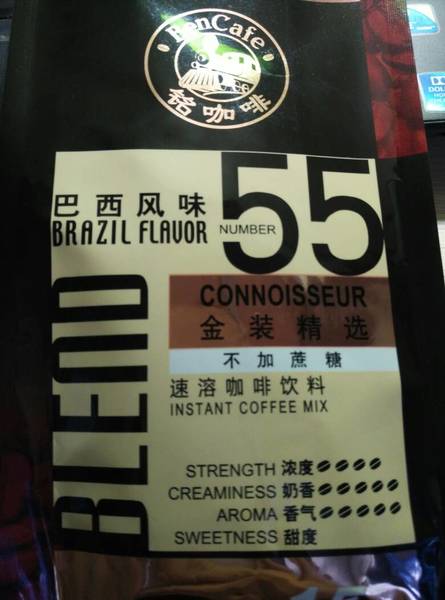 BenCafe
铭咖啡
巴西风味
BRAZIL FLAVOR
NUMBER 55
BLEND
CONNOISSEUR
金装精选
不加蔗糖
速溶咖啡饮料
INSTANT COFFEE MIX
STRENGTH 浓度
CREAMINESS 奶香
AROMA 香气
SWEETNESS 甜度